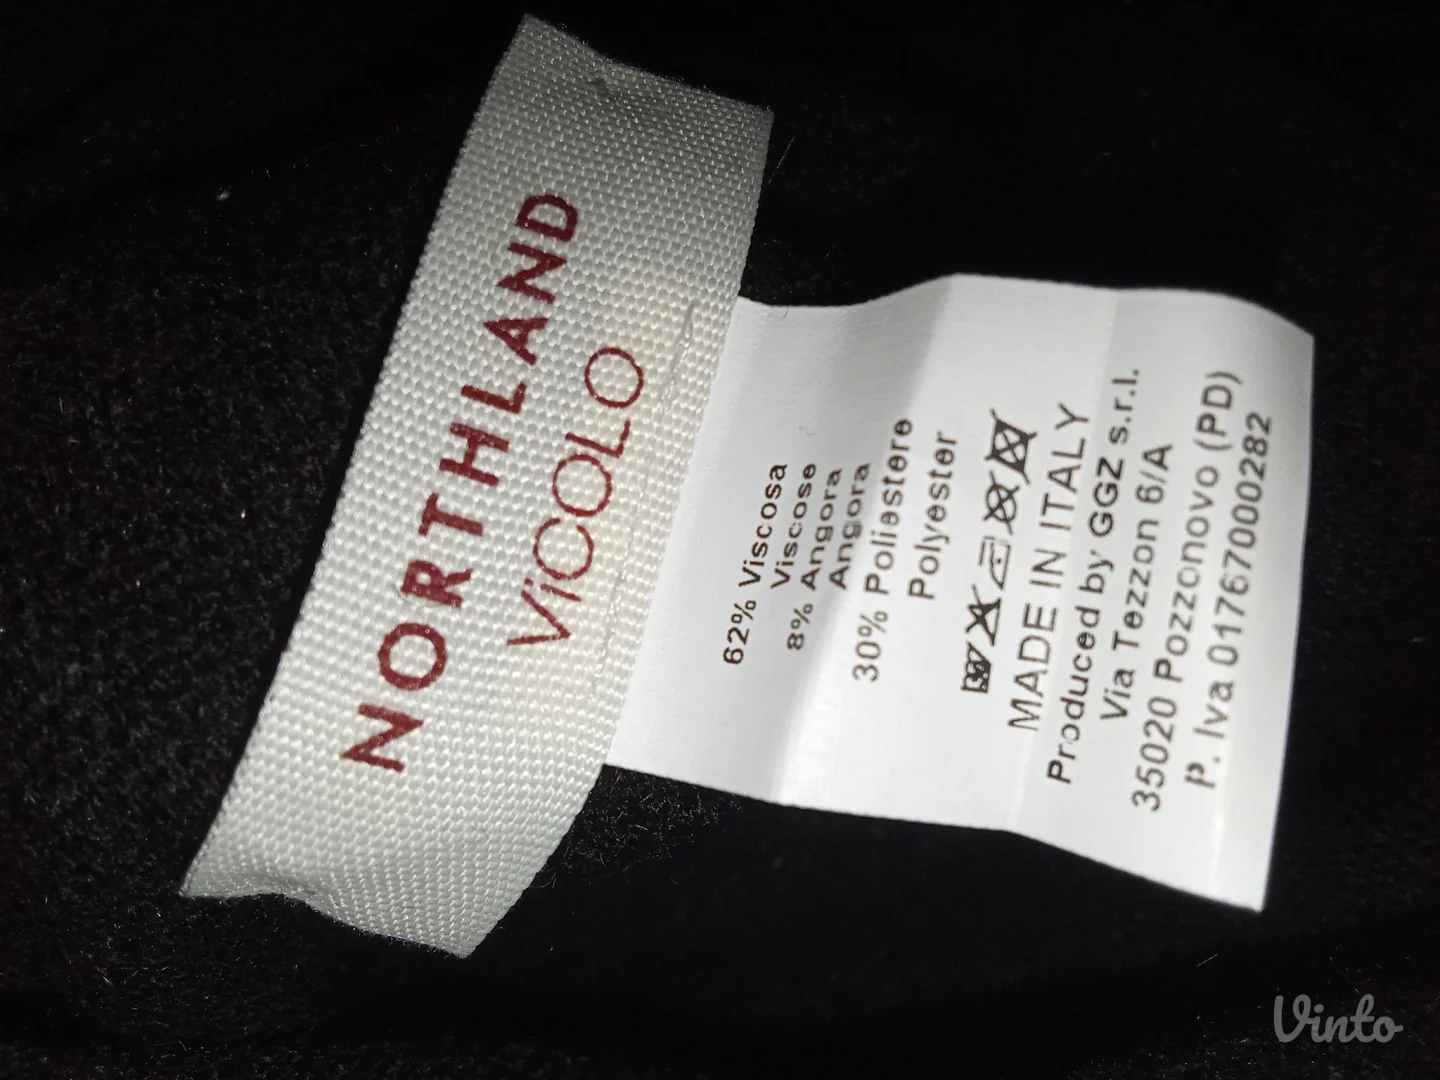 NORTHLAND
ViCOLO
62% Viscosa
Viscose
8% Angora
Angora
30% Poliestere
Polyester
MADE IN ITALY
Produced by GGZ s.r.l.
Via Tezzon 6/A
35020 Pozzonovo (PD)
P. Iva 01767000282
Vinto